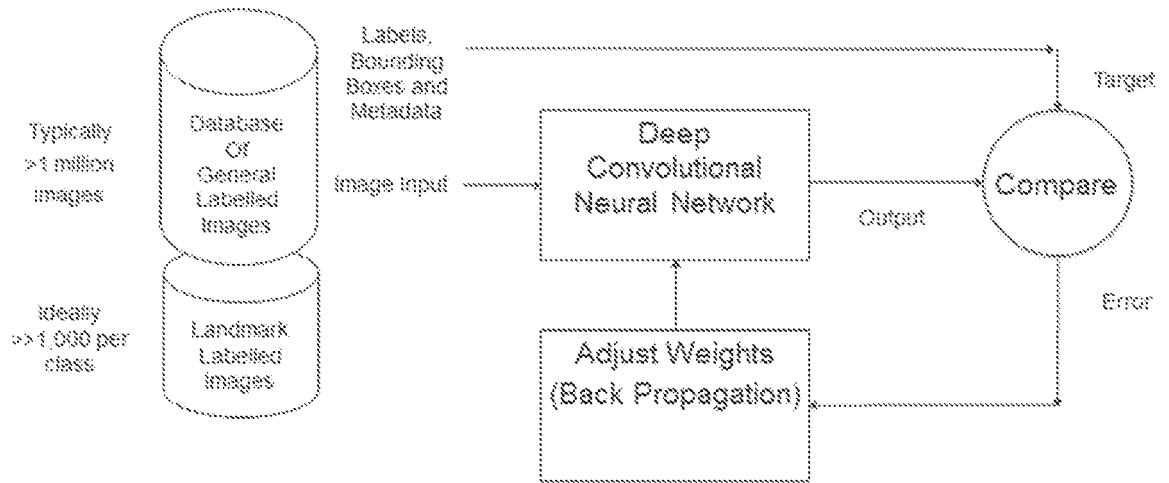 Labels,
Bounding
Boxes and
Metadata
Target
Typically
>1 million
images
Database
Of
General
Labelled
Images
Image Input
Deep
Convolutional
Neural Network
Output
Compare
Error
Ideally
>>1,000 per
class
Landmark
Labelled
Images
Adjust Weights
(Back Propagation)